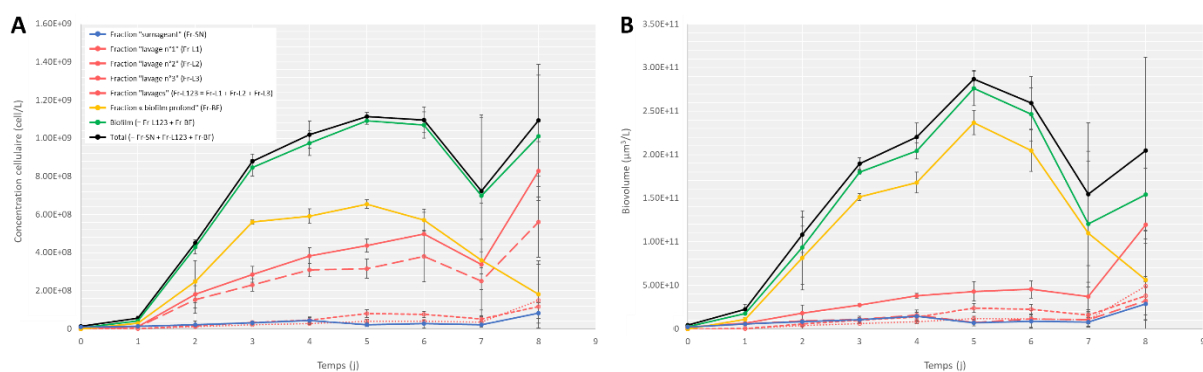 A
Concentration cellulaire (cell/L)
1.60E+09
1.40E+09
1.20E+09
1.00E+09
8.00E+08
6.00E+08
4.00E+08
2.00E+08
0
Fraction "surnageant" (Fr-SN)
Fraction "lavage n°1" (Fr-L1)
Fraction "lavage n°2" (Fr-L2)
Fraction "lavage n°3" (Fr-L3)
Fraction "lavages" (Fr-L123 = Fr-L1 + Fr-L2 + Fr-L3)
Fraction « biofilm profond" (Fr-BF)
Biofilm (= Fr-L123 + Fr-BF)
Total (= Fr-SN + Fr-L123 + Fr-BF)
0 1 2 3 4 5 6 7 8 9
Temps (j)
B
Biovolume (µm³/L)
3.50E+11
3.00E+11
2.50E+11
2.00E+11
1.50E+11
1.00E+11
5.00E+10
0
0 1 2 3 4 5 6 7 8 9
Temps (j)